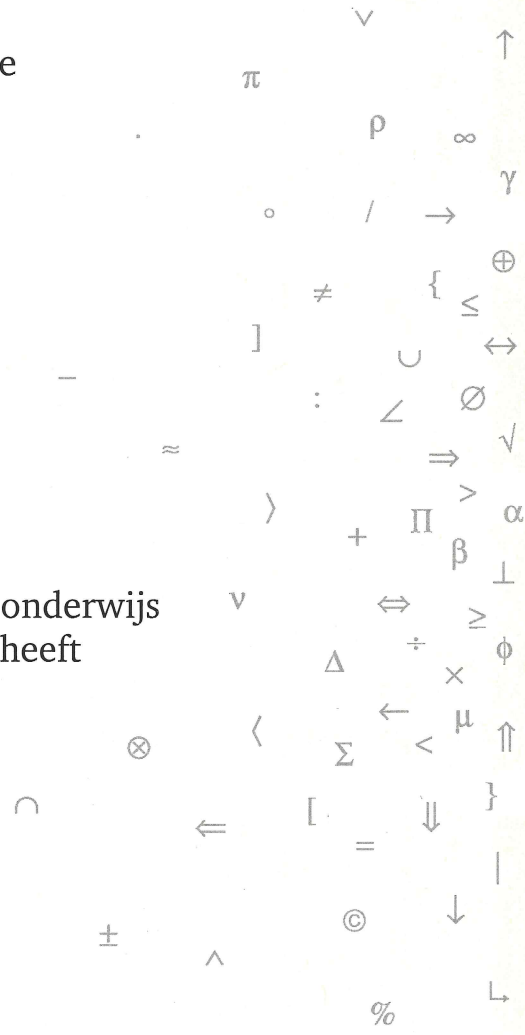 ∨
↑
e
π
ρ
.
∞
γ
° / →
⊕
{
≠ ≤
]
∪ ↔
−
: ∠ ∅
√
≈ ⇒
>
⟩ Π α
+
β
⊥
ν ⇔
onderwijs
≥
÷
heeft ϕ
Δ ×
← μ
⟨ ⇑
⊗ Σ <
}
∩ [ ⇓
⇐
=
|
© ↓
±
∧
↳
%